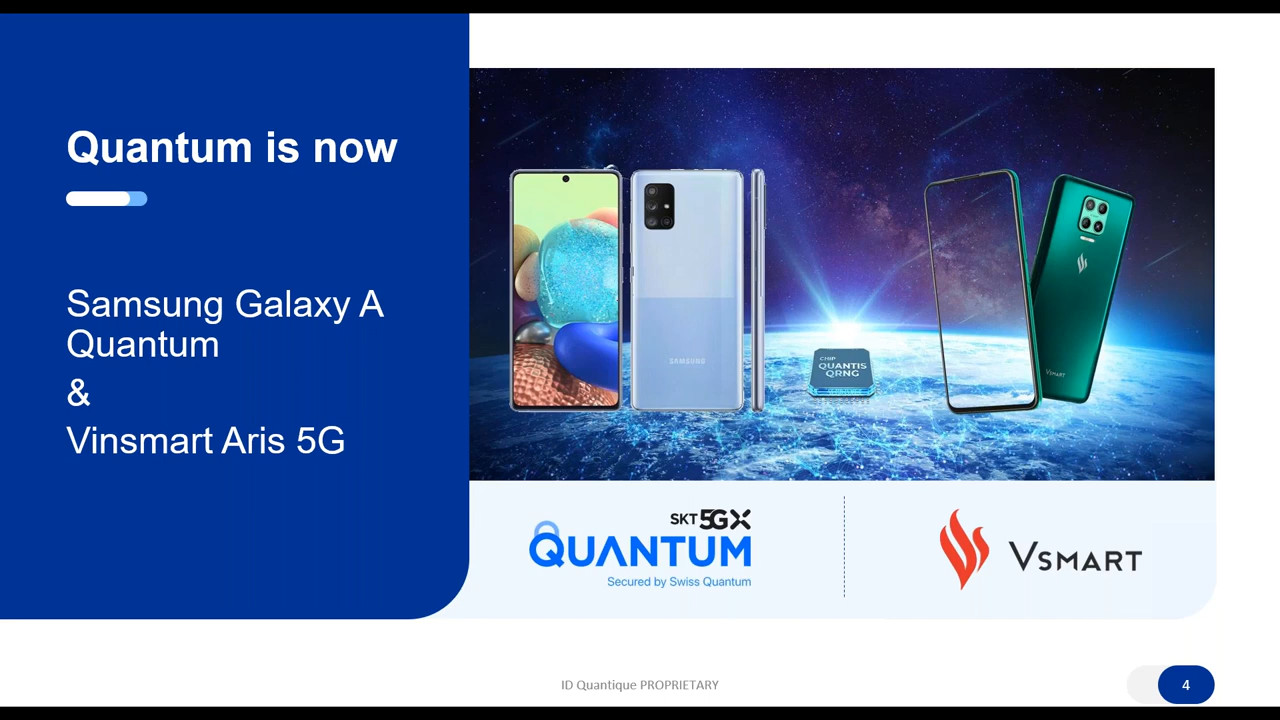 Quantum is now
Samsung Galaxy A
Quantum
&
Vinsmart Aris 5G
SAMSUNG
CHIP
QUANTIS
QRNG
VSMART
SKT 5GX
QUANTUM
Secured by Swiss Quantum
VSMART
ID Quantique PROPRIETARY
4